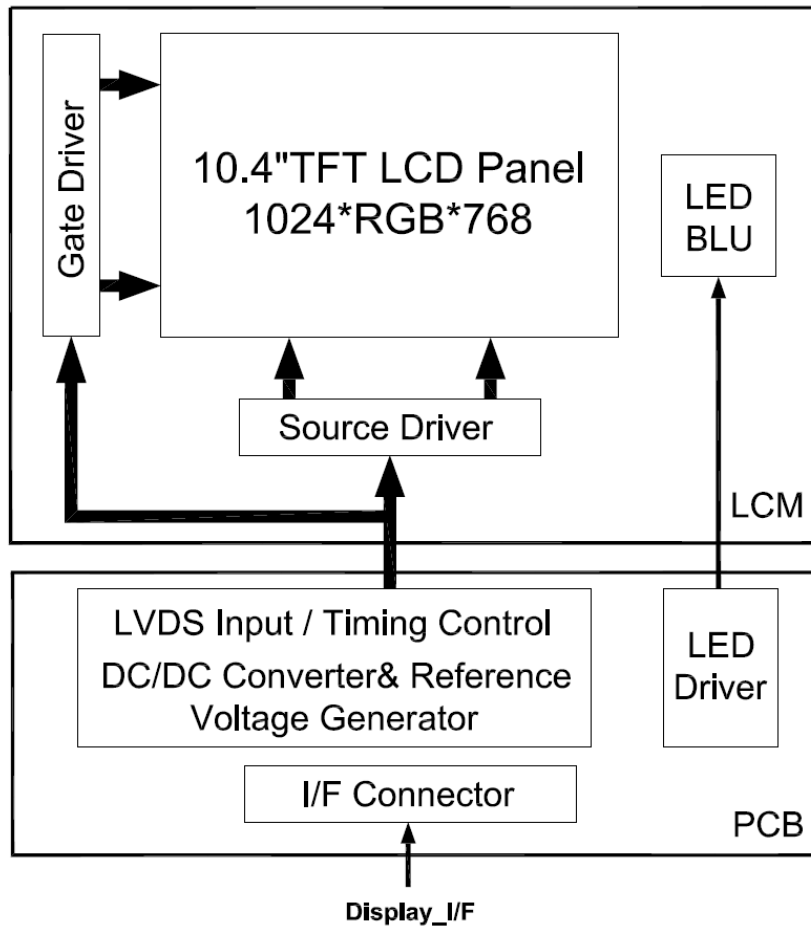 Gate Driver
10.4"TFT LCD Panel
1024*RGB*768
LED
BLU
Source Driver
LCM
LVDS Input / Timing Control
DC/DC Converter& Reference
Voltage Generator
LED
Driver
I/F Connector
PCB
Display_I/F